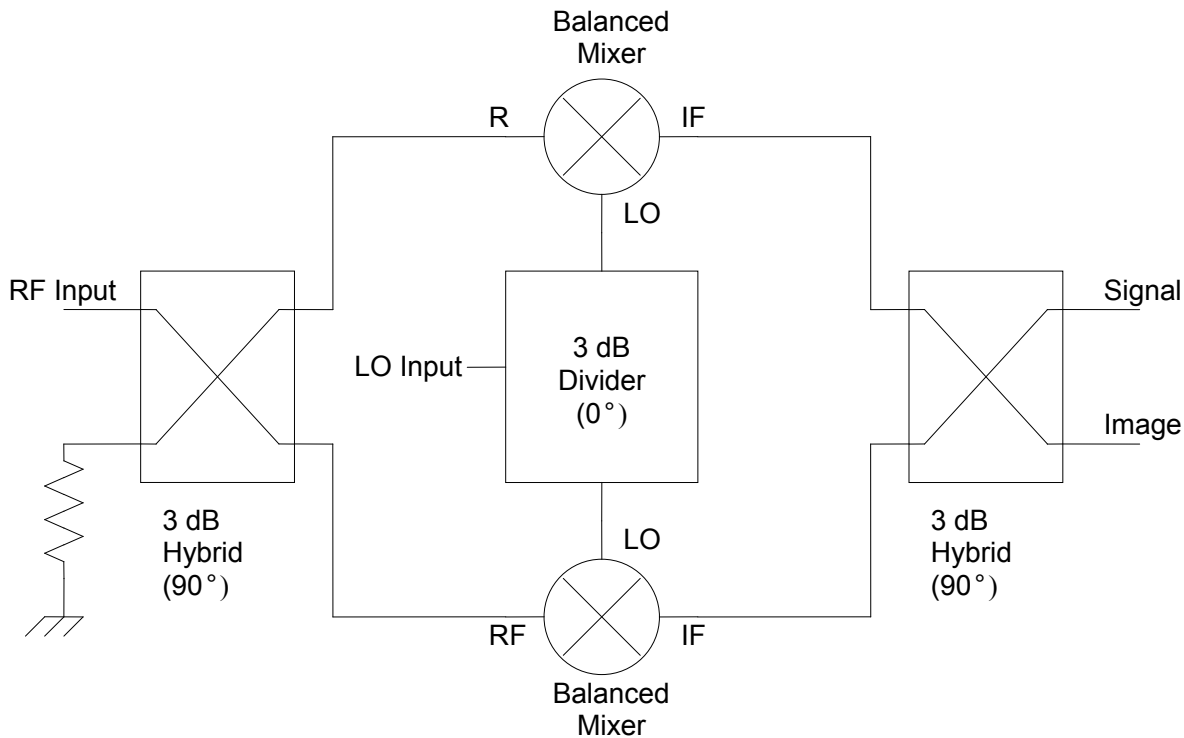 Balanced
Mixer
R
IF
LO
RF Input
LO Input
3 dB
Divider
(0°)
Signal
Image
3 dB
Hybrid
(90°)
3 dB
Hybrid
(90°)
LO
RF
IF
Balanced
Mixer